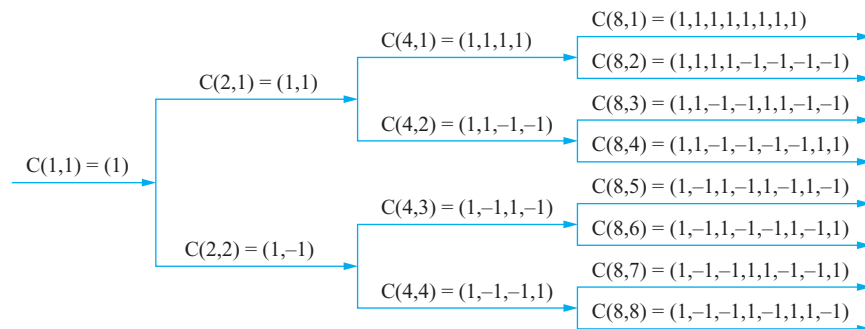 C(8,1) = (1,1,1,1,1,1,1,1)
C(4,1) = (1,1,1,1)
C(8,2) = (1,1,1,1,–1,–1,–1,–1)
C(2,1) = (1,1)
C(8,3) = (1,1,–1,–1,1,1,–1,–1)
C(4,2) = (1,1,–1,–1)
C(8,4) = (1,1,–1,–1,–1,–1,1,1)
C(1,1) = (1)
C(8,5) = (1,–1,1,–1,1,–1,1,–1)
C(4,3) = (1,–1,1,–1)
C(8,6) = (1,–1,1,–1,–1,1,–1,1)
C(2,2) = (1,–1)
C(8,7) = (1,–1,–1,1,1,–1,–1,1)
C(4,4) = (1,–1,–1,1)
C(8,8) = (1,–1,–1,1,–1,1,1,–1)